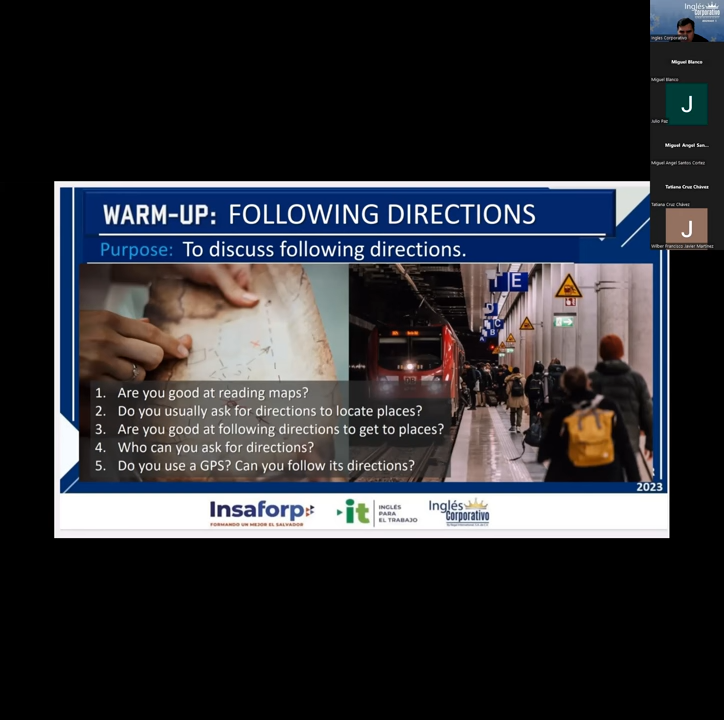 WARM-UP: FOLLOWING DIRECTIONS
Purpose: To discuss following directions.
1. Are you good at reading maps?
2. Do you usually ask for directions to locate places?
3. Are you good at following directions to get to places?
4. Who can you ask for directions?
5. Do you use a GPS? Can you follow its directions?
T E
D
C
B
A
2023
Insaforp
FORMANDO UN MEJOR EL SALVADOR
it
INGLÉS
PARA
EL TRABAJO
Inglés
Corporativo
Inglés
Corporativo
Inglés Corporativo
Miguel Blanco
Miguel Blanco
J
Julio Paz
Miguel Angel San...
Miguel Angel Santos Cortez
Tatiana Cruz Chávez
Tatiana Cruz Chávez
J
Wilber Francisco Javier Martinez